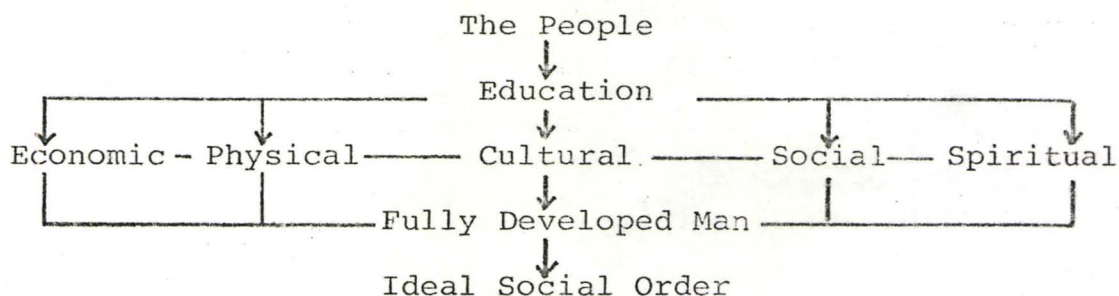 The People
Education
Economic - Physical Cultural. Social Spiritual
Fully Developed Man
Ideal Social Order